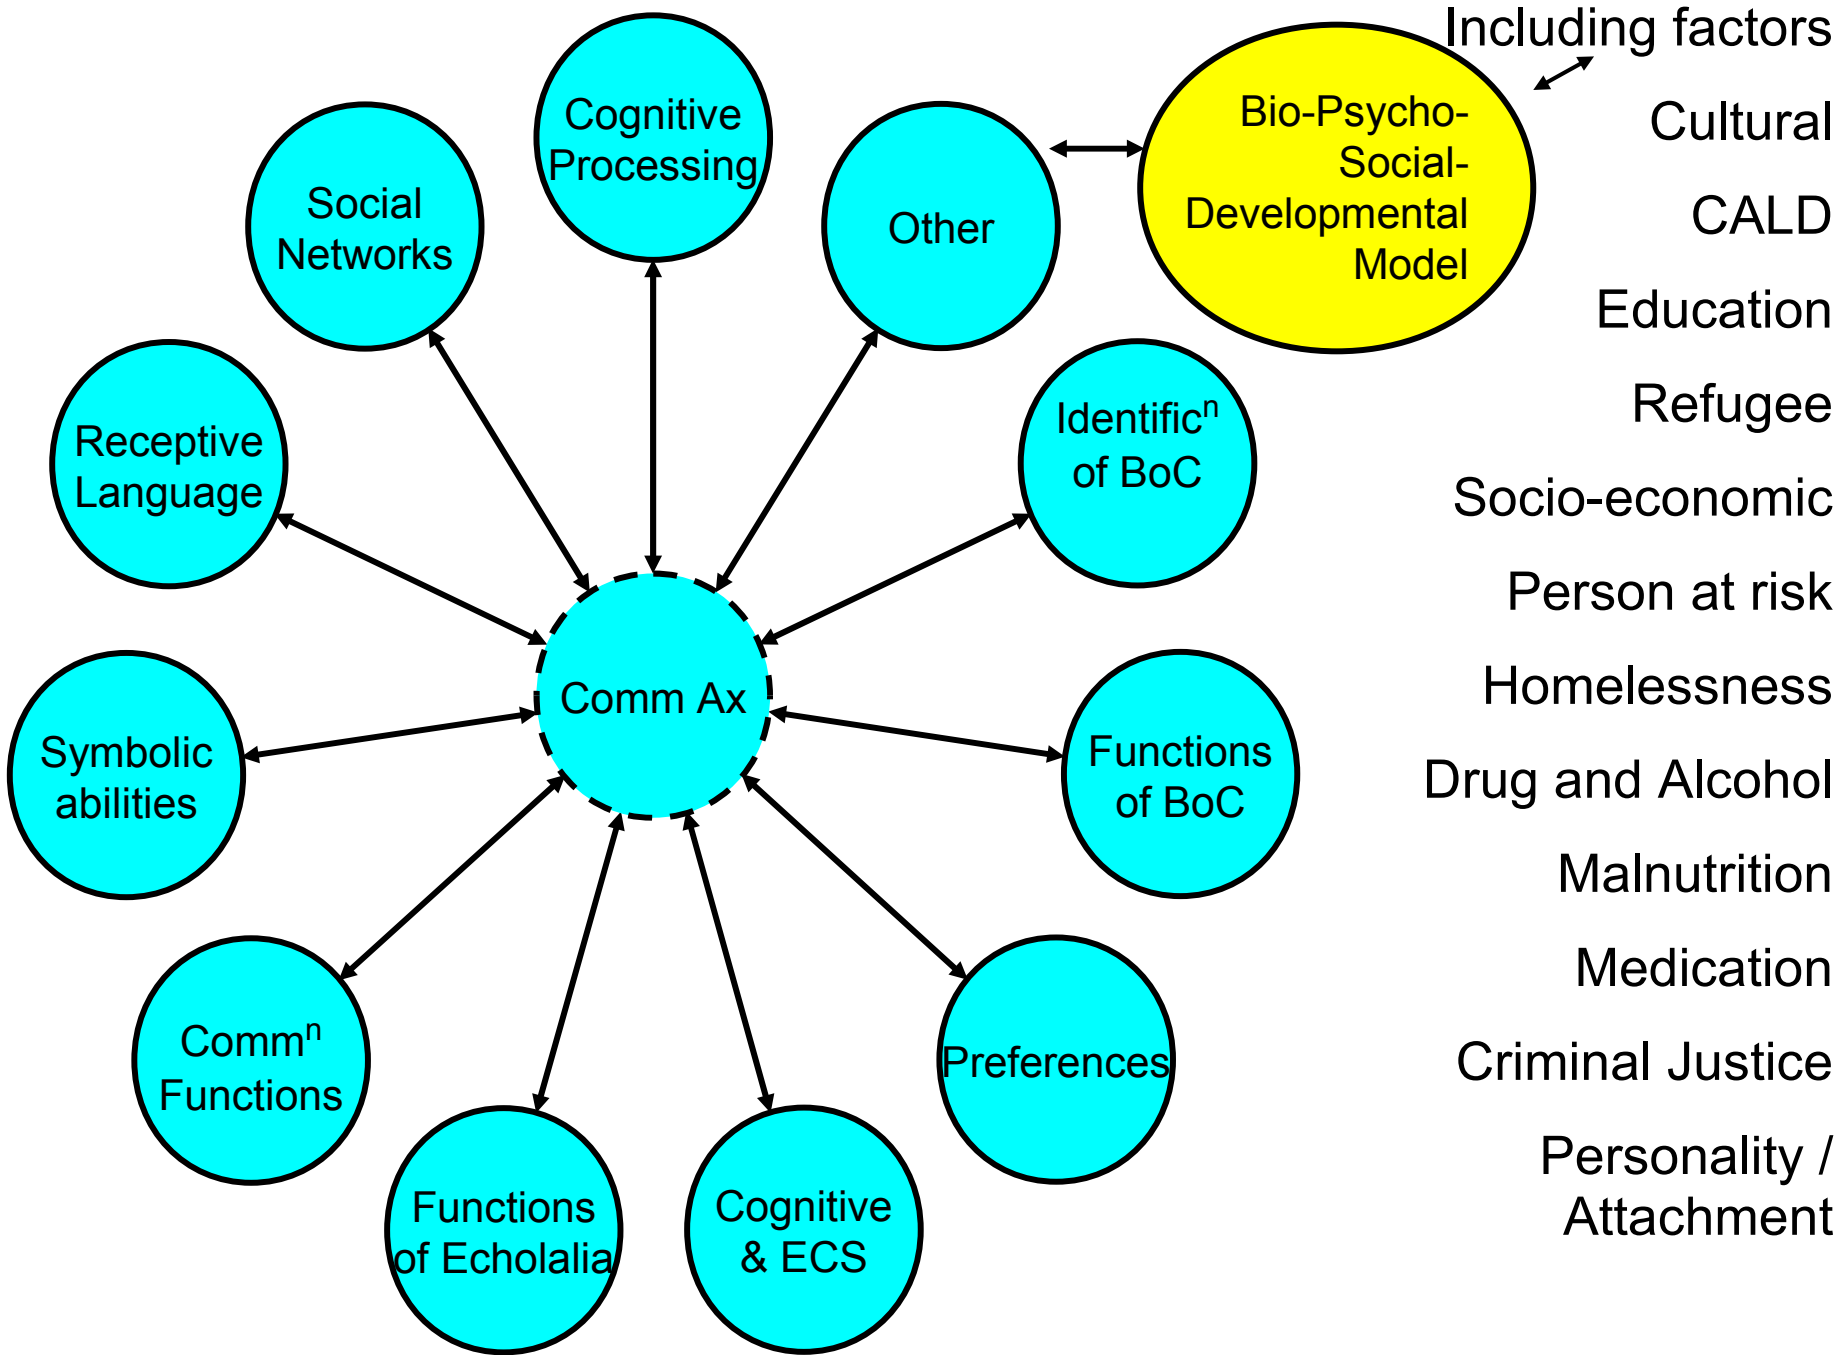 Cognitive
Processing
Social
Networks
Other
Bio-Psycho-
Social-
Developmental
Model
Receptive
Language
Identificⁿ
of BoC
Comm Ax
Symbolic
abilities
Functions
of BoC
Commⁿ
Functions
Preferences
Functions
of Echolalia
Cognitive
& ECS
Including factors
Cultural
CALD
Education
Refugee
Socio-economic
Person at risk
Homelessness
Drug and Alcohol
Malnutrition
Medication
Criminal Justice
Personality /
Attachment